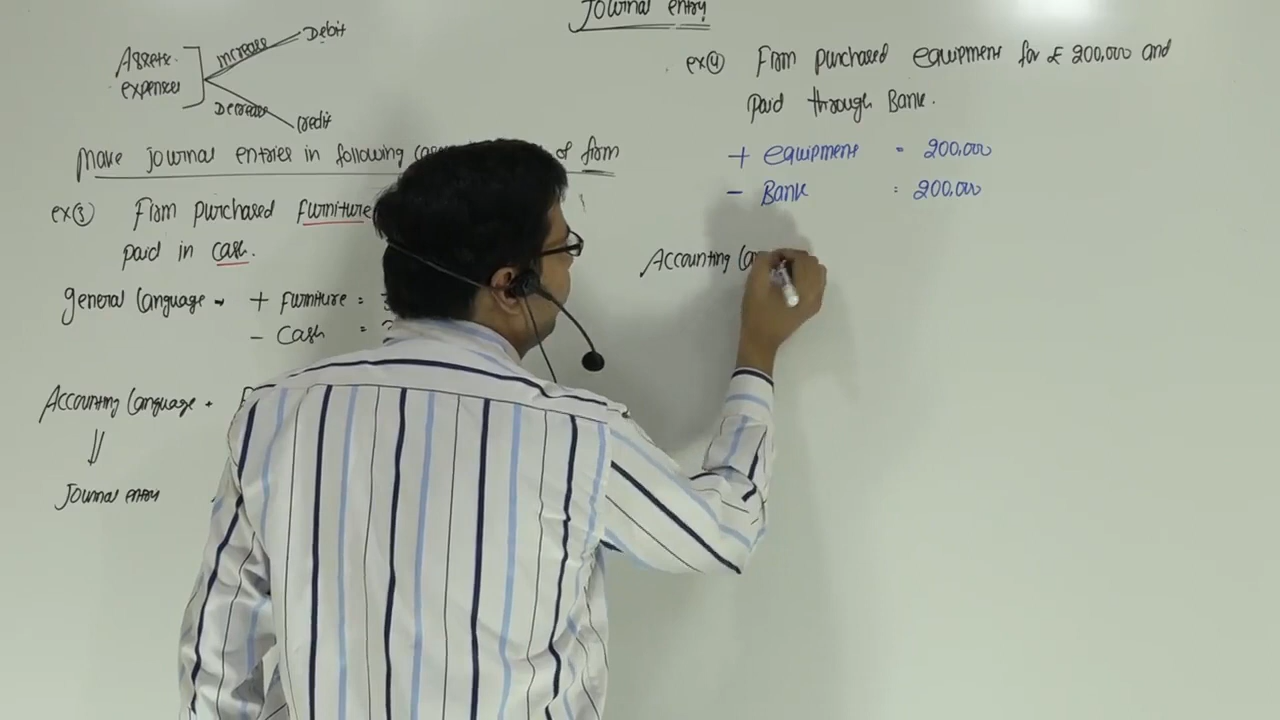 Journal entry
Assets
expenses
increase
Debit
Decrease
credit
Make journal entries in following of firm
ex③ Firm purchased furniture
paid in cash.
general language - + furniture =
- Cash =
Accounting language -
Journal entry
ex④ Firm purchased equipment for £ 200,000 and
paid through Bank.
+ equipment = 200,000
- Bank = 200,000
Accounting